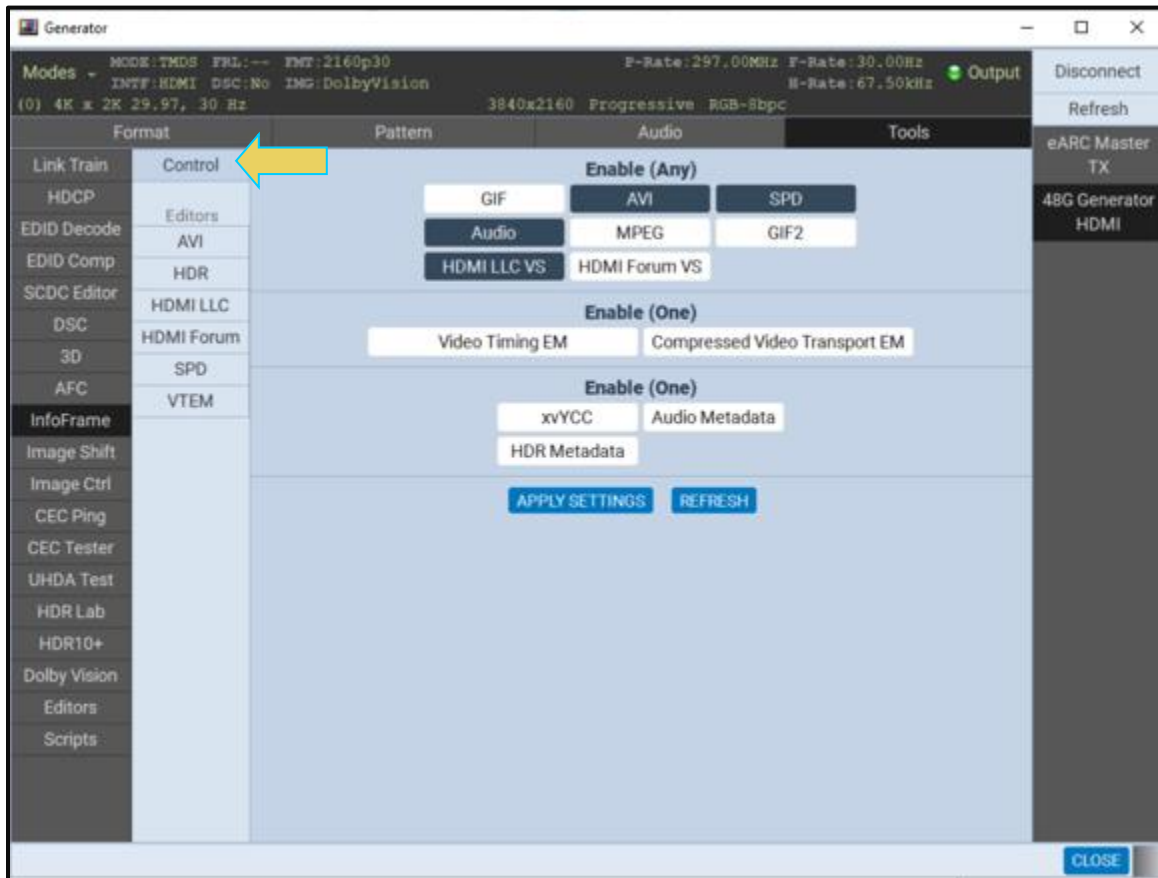 Generator
Modes MODE:TMDS FRL:-- FMT:2160p30 P-Rate:297.00MHz F-Rate:30.00Hz Output
INTF:HDMI DSC:No IMG:DolbyVision H-Rate:67.50kHz
(0) 4K x 2K 29.97, 30 Hz 3840x2160 Progressive RGB-8bpc
Disconnect
Refresh
Format Pattern Audio Tools
eARC Master
TX
48G Generator
HDMI
Link Train
HDCP
EDID Decode
EDID Comp
SCDC Editor
DSC
3D
AFC
InfoFrame
Image Shift
Image Ctrl
CEC Ping
CEC Tester
UHDA Test
HDR Lab
HDR10+
Dolby Vision
Editors
Scripts
Control
Editors
AVI
HDR
HDMI LLC
HDMI Forum
SPD
VTEM
Enable (Any)
GIF AVI SPD
Audio MPEG GIF2
HDMI LLC VS HDMI Forum VS
Enable (One)
Video Timing EM Compressed Video Transport EM
Enable (One)
xvYCC Audio Metadata
HDR Metadata
APPLY SETTINGS REFRESH
CLOSE